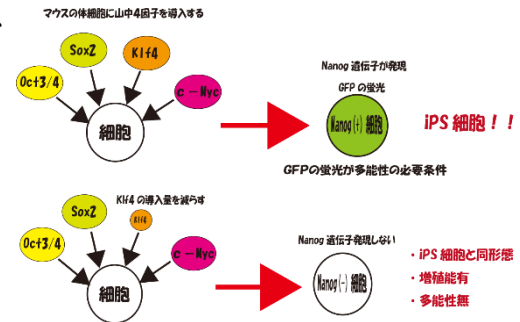 マウスの体細胞に山中4因子を導入する
Sox2
Klf4
Oct3/4
c-Myc
細胞
Nanog 遺伝子が発現
GFP の蛍光
Nanog(+) 細胞
iPS 細胞!!
GFPの蛍光が多能性の必要条件
Klf4 の導入量を減らす
Sox2
Klf4
Oct3/4
c-Myc
細胞
Nanog 遺伝子発現しない
Nanog(-) 細胞
・iPS 細胞と同形態
・増殖能有
・多能性無